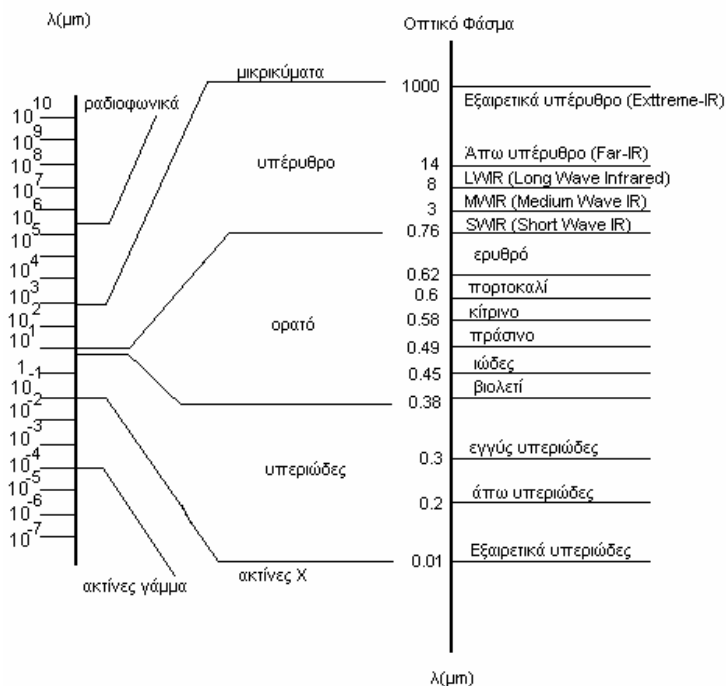 λ(μm)
10^10
10^9
10^8
10^7
10^6
10^5
10^4
10^3
10^2
10^1
1
10^-1
10^-2
10^-3
10^-4
10^-5
10^-6
10^-7
ραδιοφωνικά
μικρικύματα
υπέρυθρο
ορατό
υπεριώδες
ακτίνες Χ
ακτίνες γάμμα
Οπτικό Φάσμα
1000
Εξαιρετικά υπέρυθρο (Exttreme-IR)
Άπω υπέρυθρο (Far-IR)
14
LWIR (Long Wave Infrared)
8
MWIR (Medium Wave IR)
3
SWIR (Short Wave IR)
0.76
ερυθρό
0.62
πορτοκαλί
0.6
κίτρινο
0.58
πράσινο
0.49
ιώδες
0.45
βιολετί
0.38
εγγύς υπεριώδες
0.3
άπω υπεριώδες
0.2
Εξαιρετικά υπεριώδες
0.01
λ(μm)